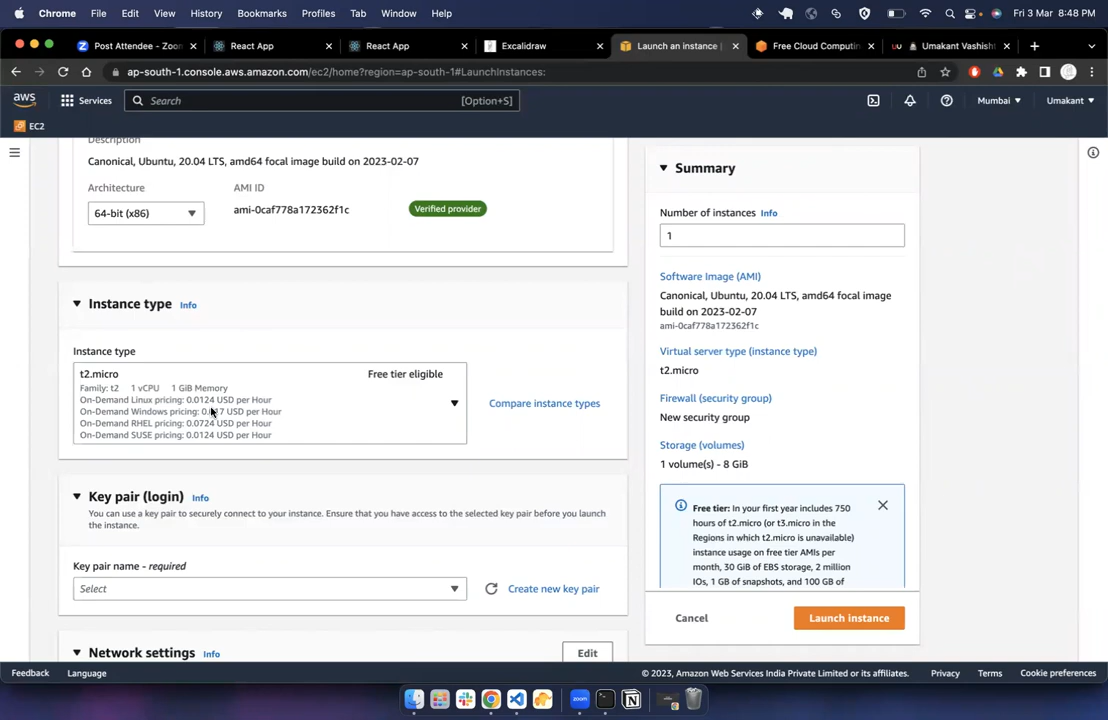 Chrome File Edit View History Bookmarks Profiles Tab Window Help Fri 3 Mar 8:48 PM
Post Attendee - Zoom React App React App Excalidraw Launch an instance Free Cloud Computin Umakant Vashisht
ap-south-1.console.aws.amazon.com/ec2/home?region=ap-south-1#LaunchInstances:
aws Services Search [Option+S] Mumbai Umakant
EC2
Description
Canonical, Ubuntu, 20.04 LTS, amd64 focal image build on 2023-02-07
Architecture AMI ID
64-bit (x86) ami-0caf778a172362f1c Verified provider
Instance type Info
Instance type
t2.micro Free tier eligible
Family: t2 1 vCPU 1 GiB Memory
On-Demand Linux pricing: 0.0124 USD per Hour
On-Demand Windows pricing: USD per Hour
On-Demand RHEL pricing: 0.0724 USD per Hour
On-Demand SUSE pricing: 0.0124 USD per Hour
Compare instance types
Key pair (login) Info
You can use a key pair to securely connect to your instance. Ensure that you have access to the selected key pair before you launch
the instance.
Key pair name - required
Select Create new key pair
Network settings Info Edit
Summary
Number of instances Info
1
Software Image (AMI)
Canonical, Ubuntu, 20.04 LTS, amd64 focal image
build on 2023-02-07
ami-0caf778a172362f1c
Virtual server type (instance type)
t2.micro
Firewall (security group)
New security group
Storage (volumes)
1 volume(s) - 8 GiB
Free tier: In your first year includes 750
hours of t2.micro (or t3.micro in the
Regions in which t2.micro is unavailable)
instance usage on free tier AMIs per
month, 30 GiB of EBS storage, 2 million
IOs, 1 GB of snapshots, and 100 GB of
Cancel Launch instance
Feedback Language © 2023, Amazon Web Services India Private Limited or its affiliates. Privacy Terms Cookie preferences
zoom